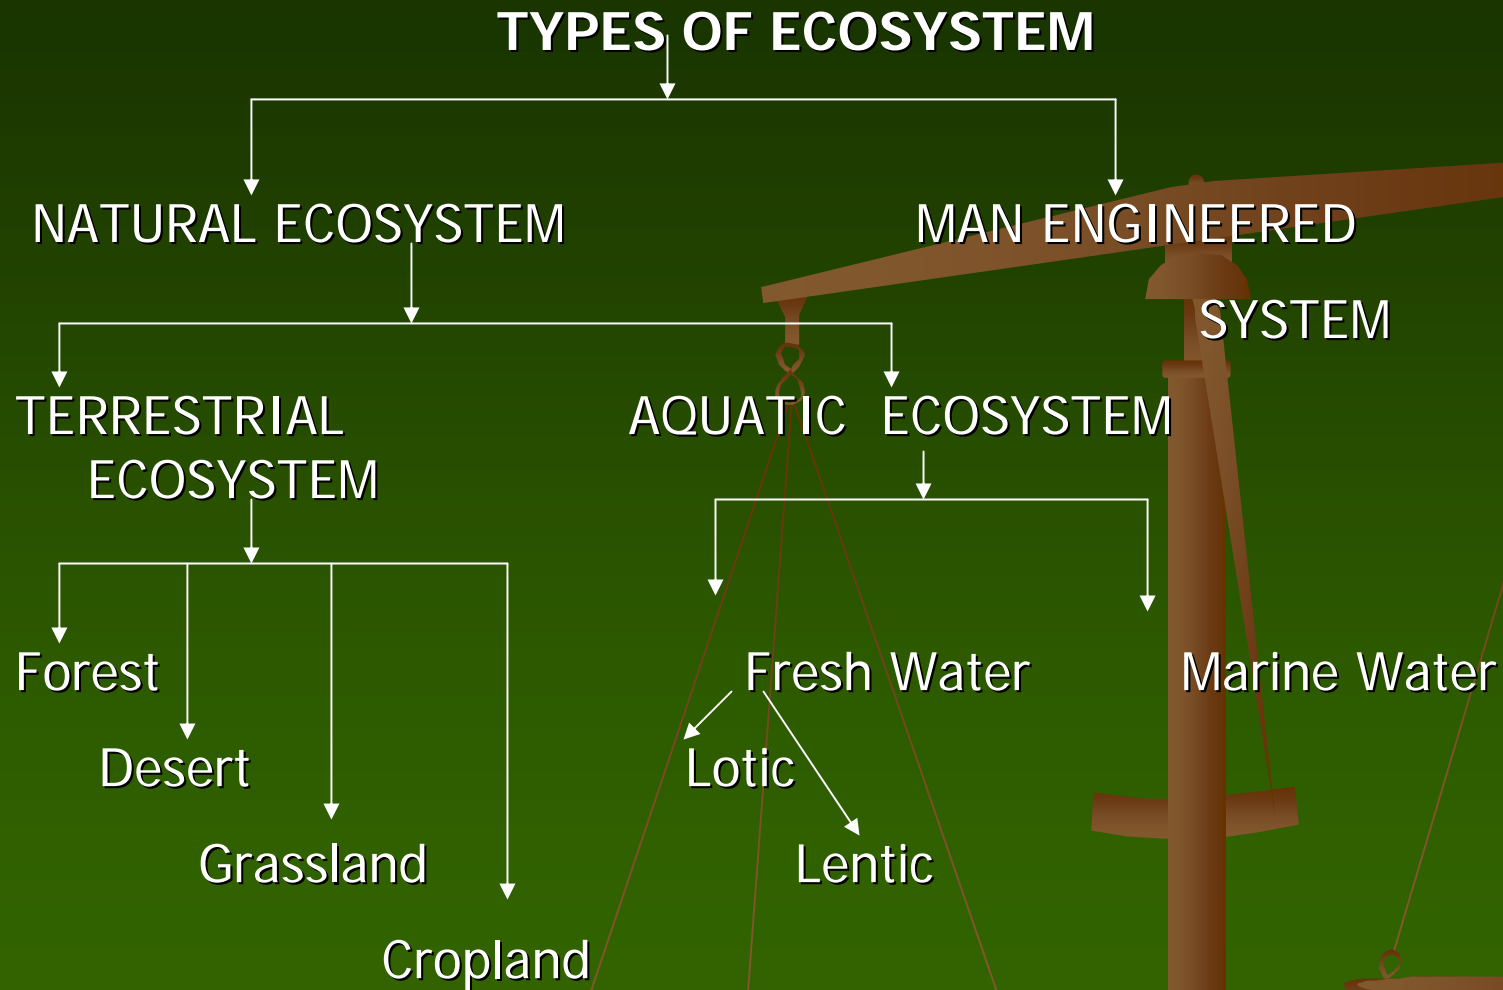 TYPES OF ECOSYSTEM
NATURAL ECOSYSTEM
MAN ENGINEERED
SYSTEM
TERRESTRIAL
ECOSYSTEM
AQUATIC ECOSYSTEM
Forest
Desert
Grassland
Cropland
Fresh Water
Marine Water
Lotic
Lentic